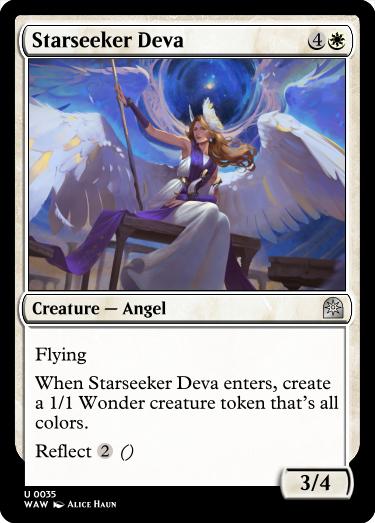 Starseeker Deva 4
Creature — Angel
Flying
When Starseeker Deva enters, create
a 1/1 Wonder creature token that's all
colors.
Reflect 2 ()
3/4
U 0035
WAW Alice Haun